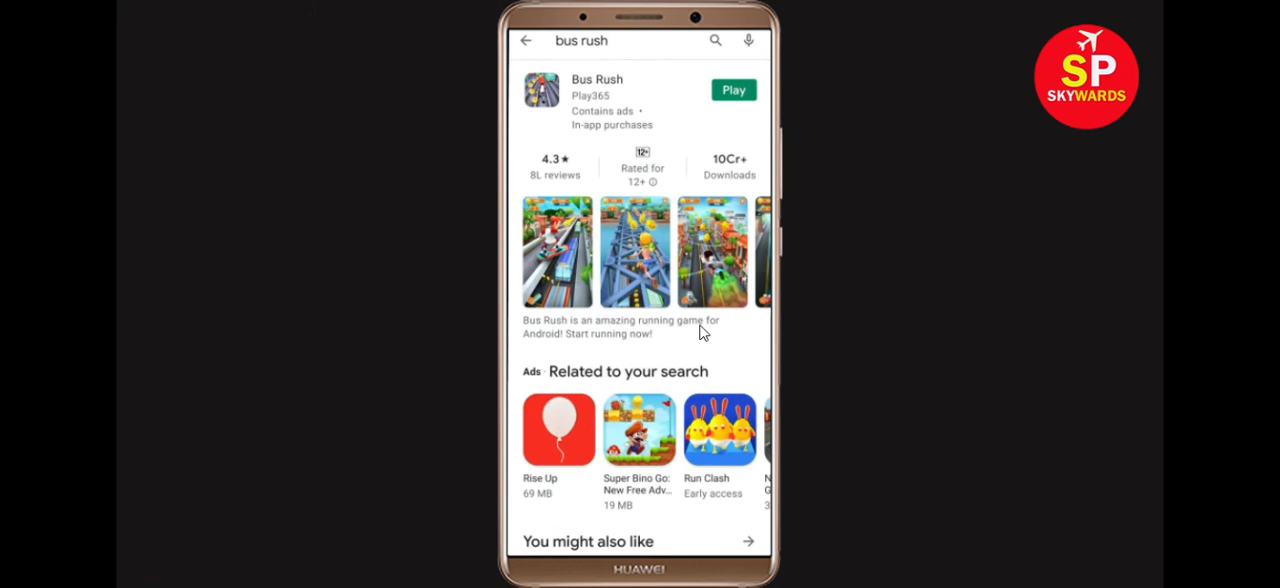 bus rush
SP
SKYWARDS
Bus Rush
Play365
Play
Contains ads •
In-app purchases
4.3★
8L reviews
12+
Rated for
12+
10Cr+
Downloads
Bus Rush is an amazing running game for
Android! Start running now!
Ads · Related to your search
Rise Up
69 MB
Super Bino Go:
New Free Adv...
19 MB
Run Clash
Early access
N
G
3
You might also like
HUAWEI